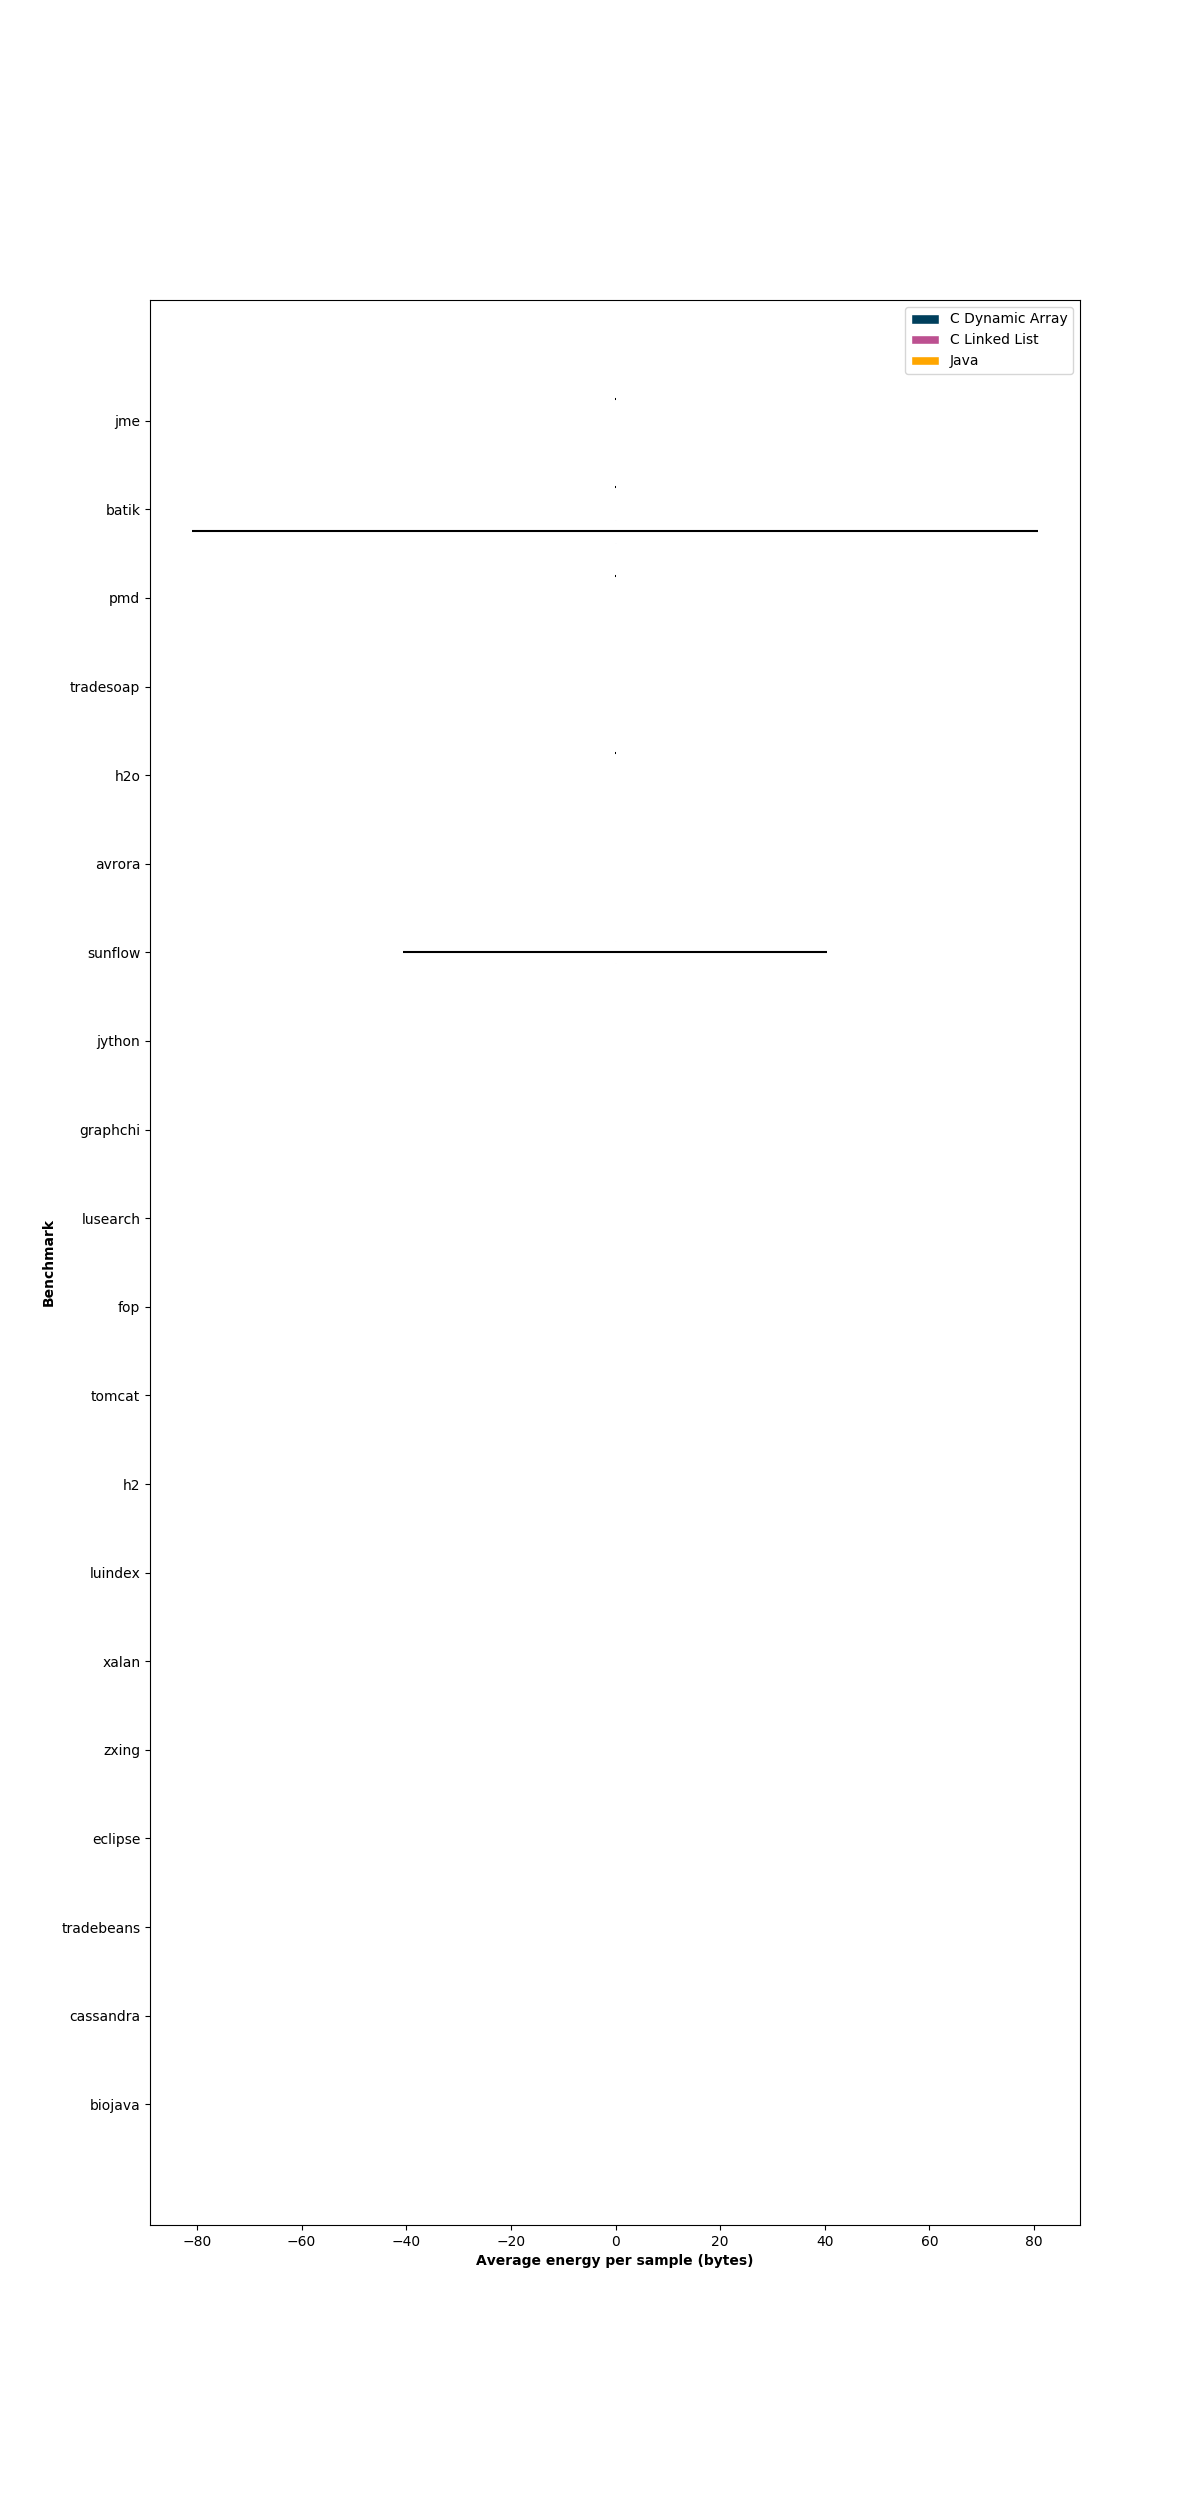 C Dynamic Array
C Linked List
Java
jme
batik
pmd
tradesoap
h2o
avrora
sunflow
jython
graphchi
lusearch
fop
tomcat
h2
luindex
xalan
zxing
eclipse
tradebeans
cassandra
biojava
Benchmark
−80 −60 −40 −20 0 20 40 60 80
Average energy per sample (bytes)